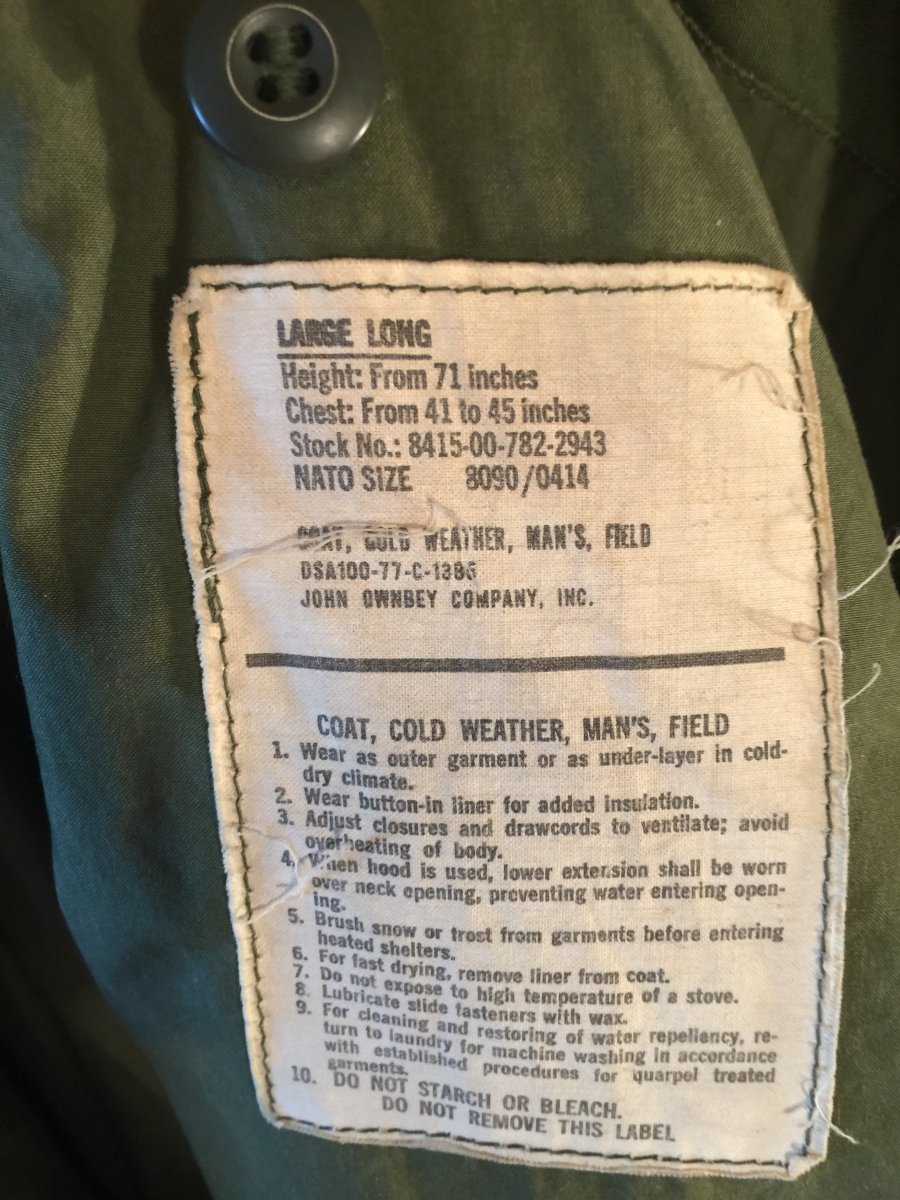 LARGE LONG
Height: From 71 inches
Chest: From 41 to 45 inches
Stock No.: 8415-00-782-2943
NATO SIZE 8090/0414
COAT, COLD WEATHER, MAN'S, FIELD
DSA100-77-C-1386
JOHN OWNBEY COMPANY, INC.
COAT, COLD WEATHER, MAN'S, FIELD
1. Wear as outer garment or as under-layer in cold-
dry climate.
2. Wear button-in liner for added insulation.
3. Adjust closures and drawcords to ventilate; avoid
overheating of body.
4. When hood is used, lower extension shall be worn
over neck opening, preventing water entering open-
ing.
5. Brush snow or frost from garments before entering
heated shelters.
6. For fast drying, remove liner from coat.
7. Do not expose to high temperature of a stove.
8. Lubricate slide fasteners with wax.
9. For cleaning and restoring of water repellency, re-
turn to laundry for machine washing in accordance
with established procedures for quarpel treated
garments.
10. DO NOT STARCH OR BLEACH.
DO NOT REMOVE THIS LABEL